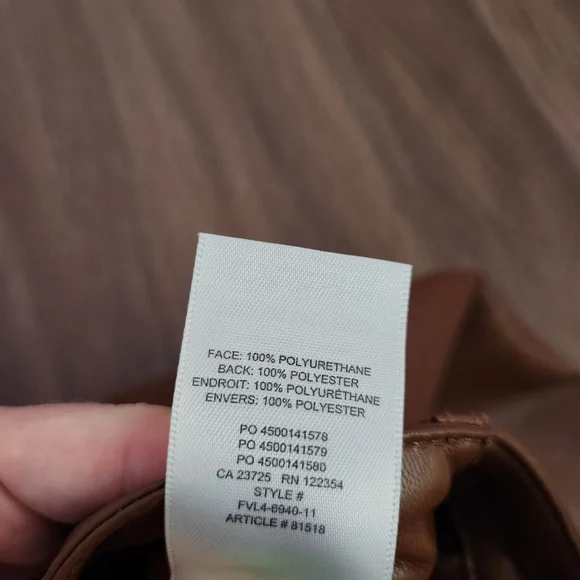 FACE: 100% POLYURETHANE
BACK: 100% POLYESTER
ENDROIT: 100% POLYURÉTHANE
ENVERS: 100% POLYESTER
PO 4500141578
PO 4500141579
PO 4500141580
CA 23725 RN 122354
STYLE #
FVL4-6940-11
ARTICLE # 81518